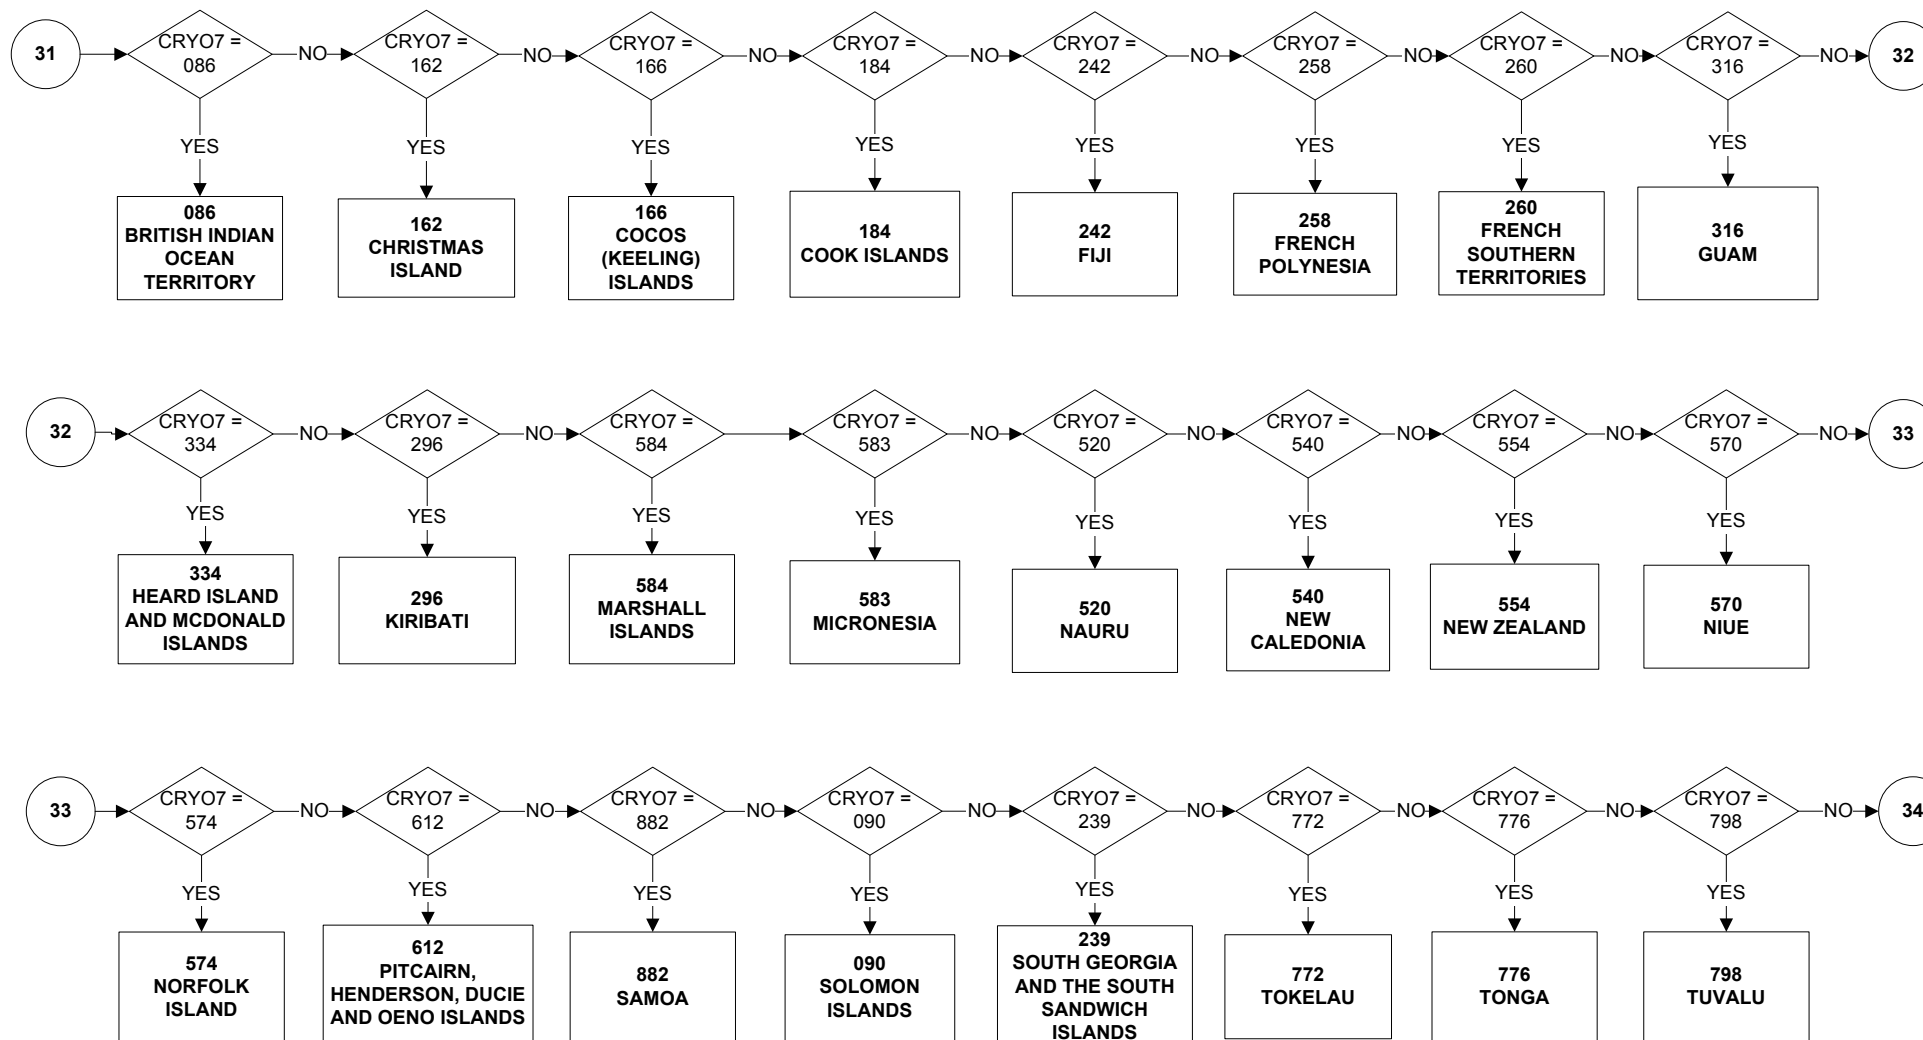 31
CRYO7 =
086
NO
CRYO7 =
162
NO
CRYO7 =
166
NO
CRYO7 =
184
NO
CRYO7 =
242
NO
CRYO7 =
258
NO
CRYO7 =
260
NO
CRYO7 =
316
NO
32
YES
YES
YES
YES
YES
YES
YES
YES
086
BRITISH INDIAN
OCEAN
TERRITORY
162
CHRISTMAS
ISLAND
166
COCOS
(KEELING)
ISLANDS
184
COOK ISLANDS
242
FIJI
258
FRENCH
POLYNESIA
260
FRENCH
SOUTHERN
TERRITORIES
316
GUAM
32
CRYO7 =
334
NO
CRYO7 =
296
NO
CRYO7 =
584
CRYO7 =
583
NO
CRYO7 =
520
NO
CRYO7 =
540
NO
CRYO7 =
554
NO
CRYO7 =
570
NO
33
YES
YES
YES
YES
YES
YES
YES
YES
334
HEARD ISLAND
AND MCDONALD
ISLANDS
296
KIRIBATI
584
MARSHALL
ISLANDS
583
MICRONESIA
520
NAURU
540
NEW
CALEDONIA
554
NEW ZEALAND
570
NIUE
33
CRYO7 =
574
NO
CRYO7 =
612
NO
CRYO7 =
882
NO
CRYO7 =
090
NO
CRYO7 =
239
NO
CRYO7 =
772
NO
CRYO7 =
776
NO
CRYO7 =
798
NO
34
YES
YES
YES
YES
YES
YES
YES
YES
574
NORFOLK
ISLAND
612
PITCAIRN,
HENDERSON, DUCIE
AND OENO ISLANDS
882
SAMOA
090
SOLOMON
ISLANDS
239
SOUTH GEORGIA
AND THE SOUTH
SANDWICH
ISLANDS
772
TOKELAU
776
TONGA
798
TUVALU